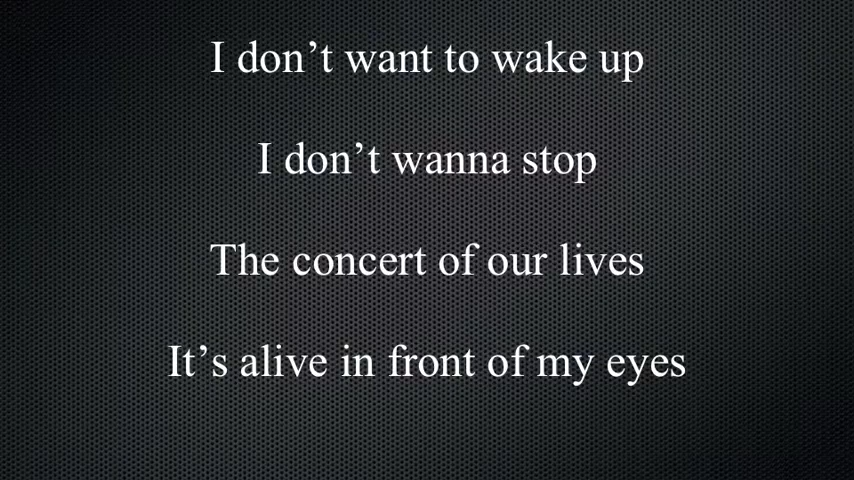 I don’t want to wake up
I don’t wanna stop
The concert of our lives
It’s alive in front of my eyes